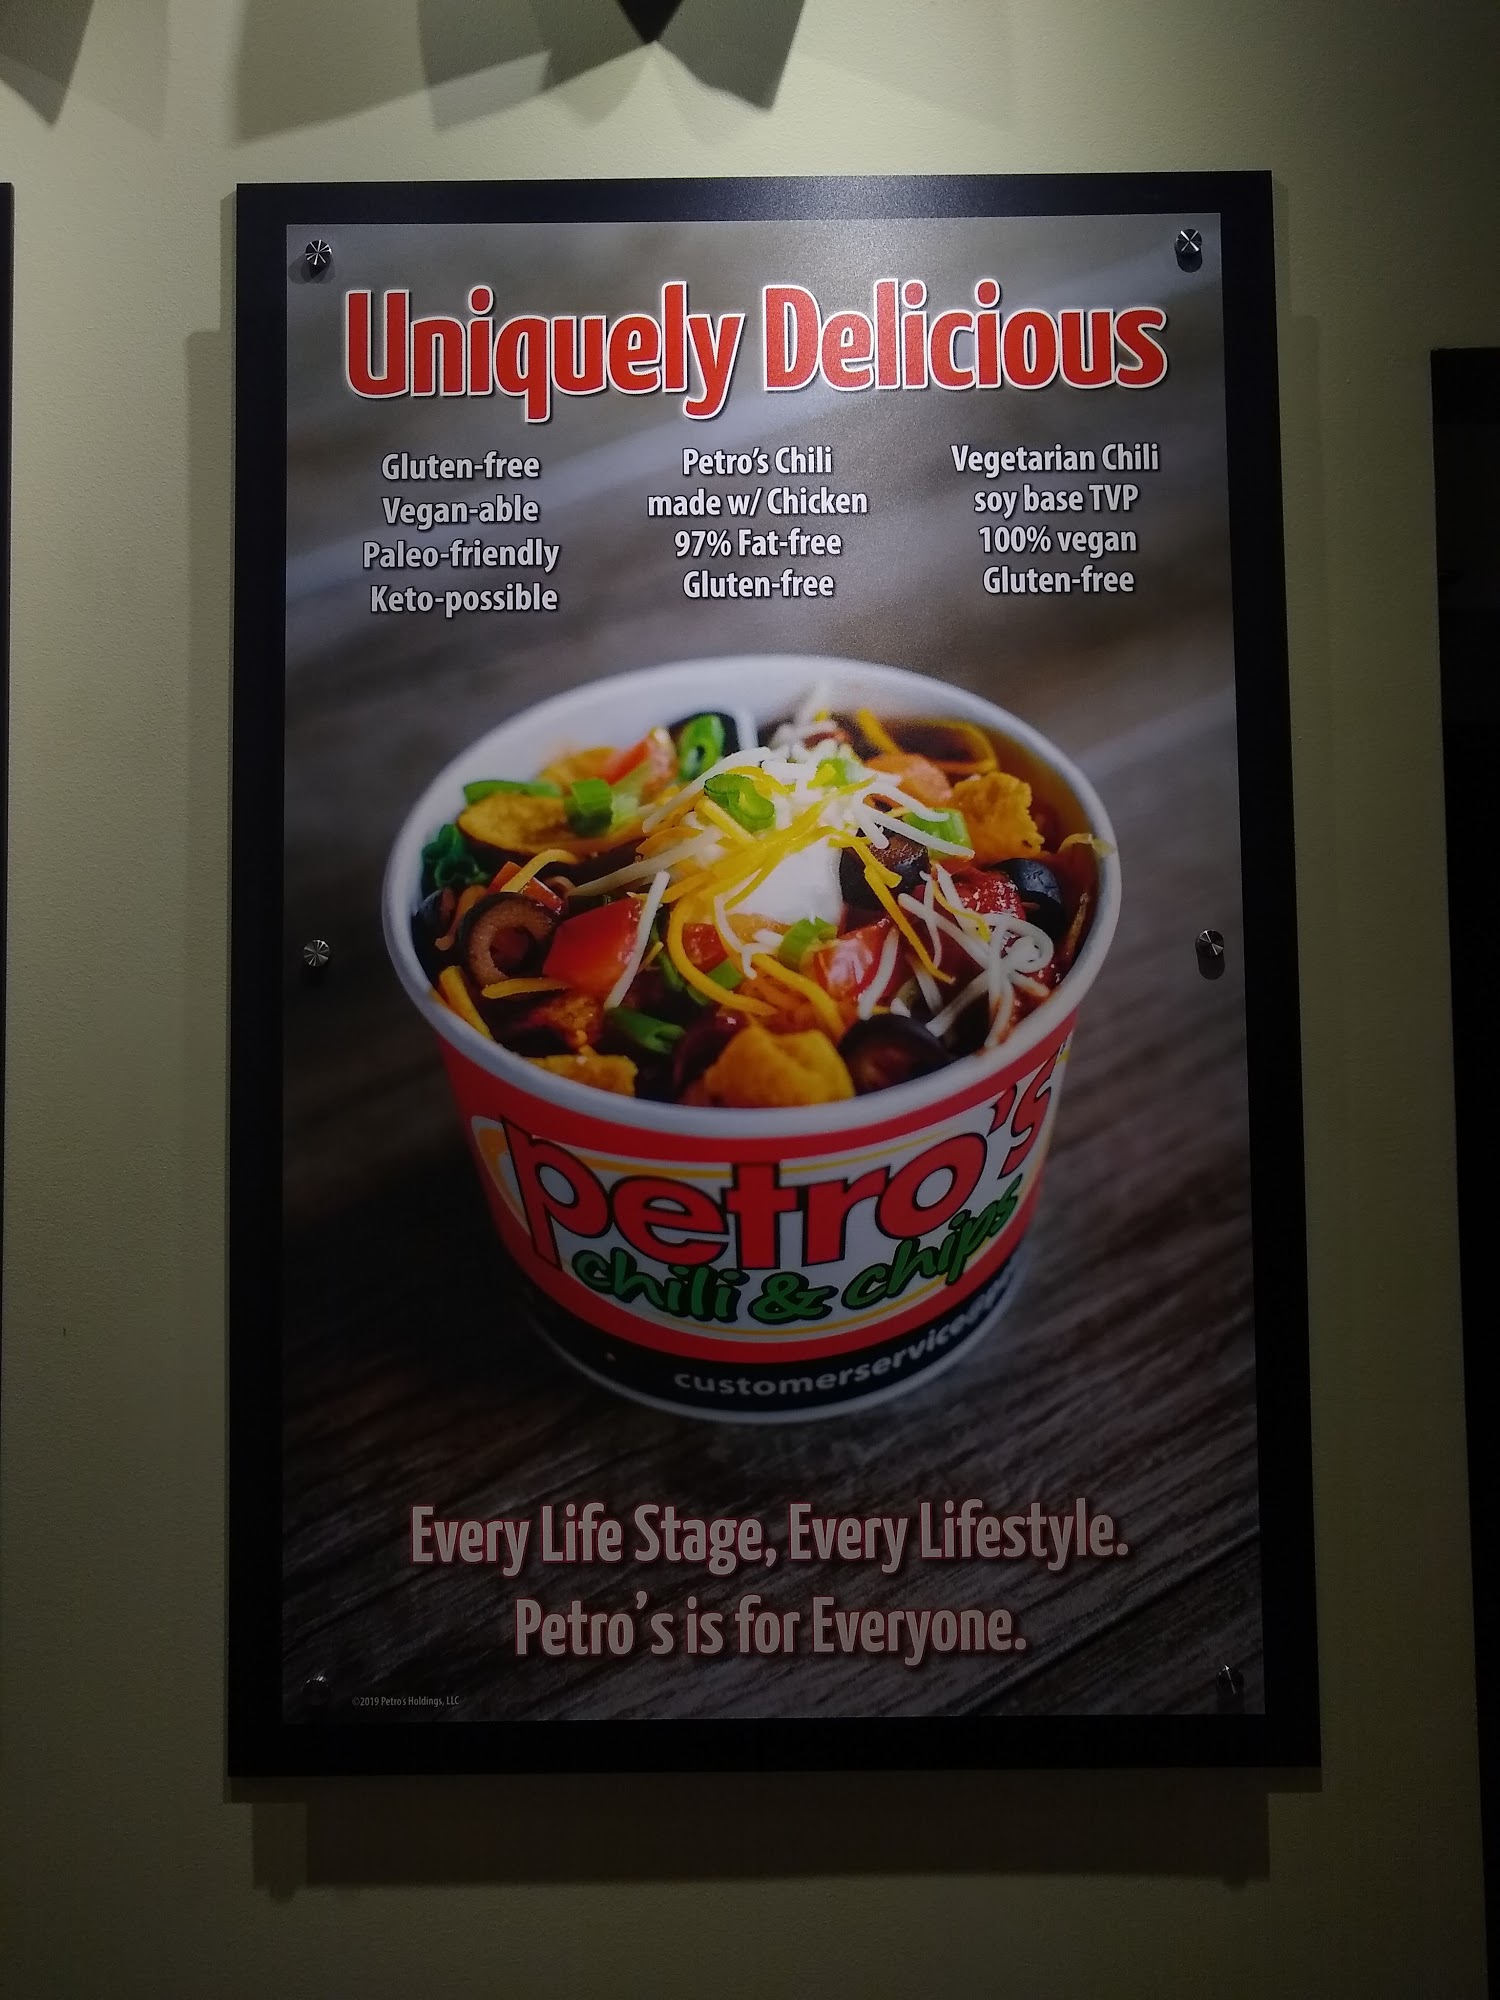 Uniquely Delicious
Gluten-free
Vegan-able
Paleo-friendly
Keto-possible
Petro's Chili
made w/ Chicken
97% Fat-free
Gluten-free
Vegetarian Chili
soy base TVP
100% vegan
Gluten-free
petro's
chili & chips
customerservice
Every Life Stage, Every Lifestyle.
Petro's is for Everyone.
©2019 Petro's Holdings, LLC